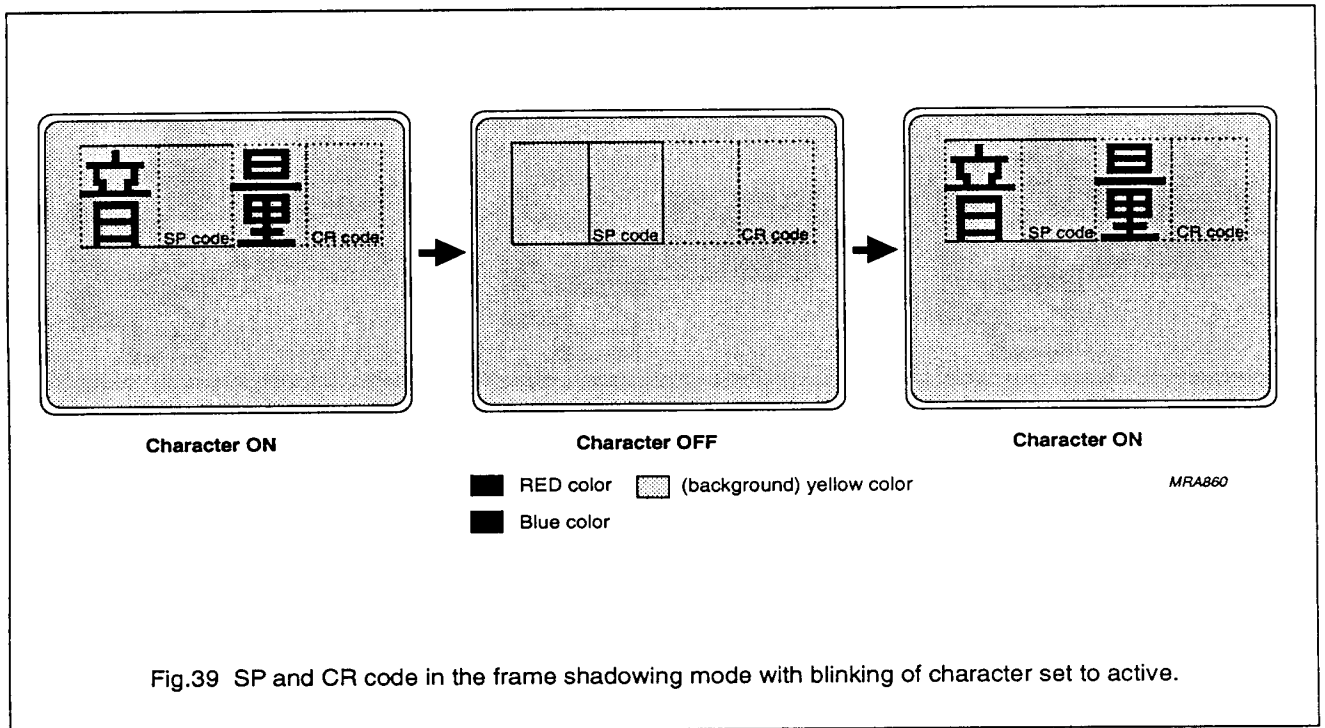 音 SP code 量 CR code
SP code CR code
音 SP code 量 CR code
Character ON
Character OFF
Character ON
RED color (background) yellow color
Blue color
MRA860
Fig.39 SP and CR code in the frame shadowing mode with blinking of character set to active.